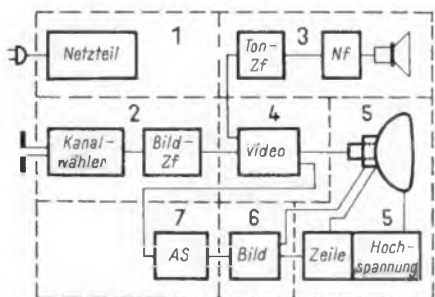 1
3
Netzteil
Ton-
Zf
Nf
2
4
5
Kanal-
wähler
Bild-
Zf
Video
7
6
5
AS
Bild
Zeile
Hoch-
spannung